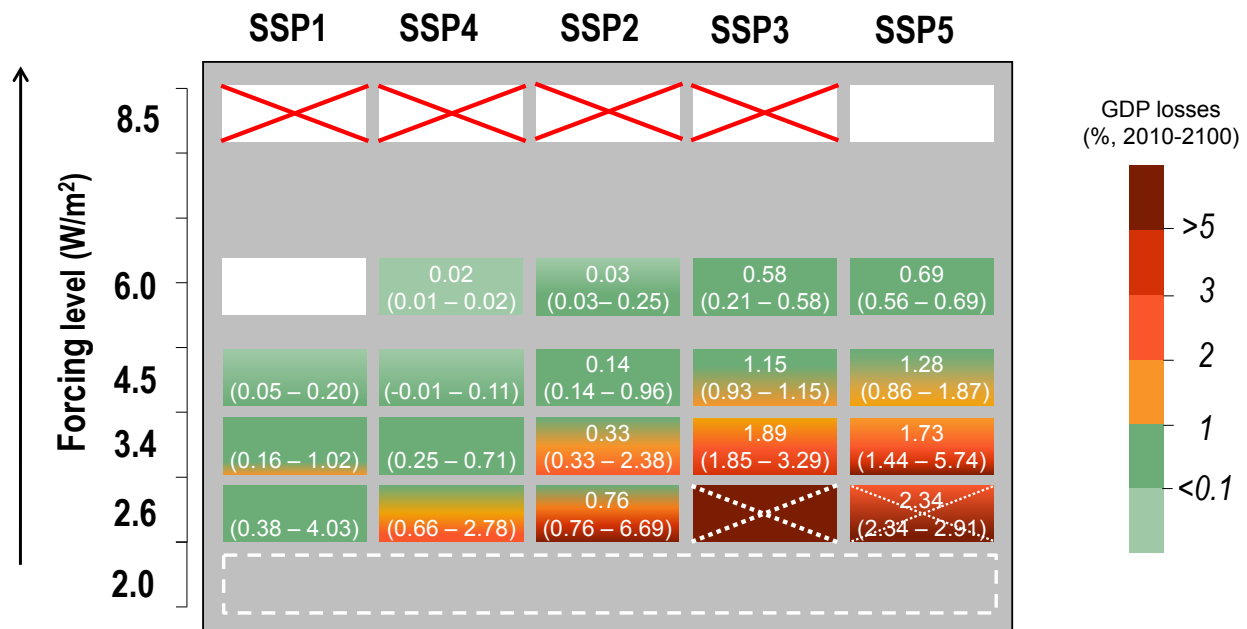 SSP1 SSP4 SSP2 SSP3 SSP5
Forcing level (W/m²)
8.5
6.0
0.02 0.03 0.58 0.69
(0.01 – 0.02) (0.03– 0.25) (0.21 – 0.58) (0.56 – 0.69)
4.5
0.14 1.15 1.28
(0.05 – 0.20) (-0.01 – 0.11) (0.14 – 0.96) (0.93 – 1.15) (0.86 – 1.87)
3.4
0.33 1.89 1.73
(0.16 – 1.02) (0.25 – 0.71) (0.33 – 2.38) (1.85 – 3.29) (1.44 – 5.74)
2.6
0.76 2.34
(0.38 – 4.03) (0.66 – 2.78) (0.76 – 6.69) (2.34 – 2.91)
2.0
GDP losses
(%, 2010-2100)
>5
3
2
1
<0.1